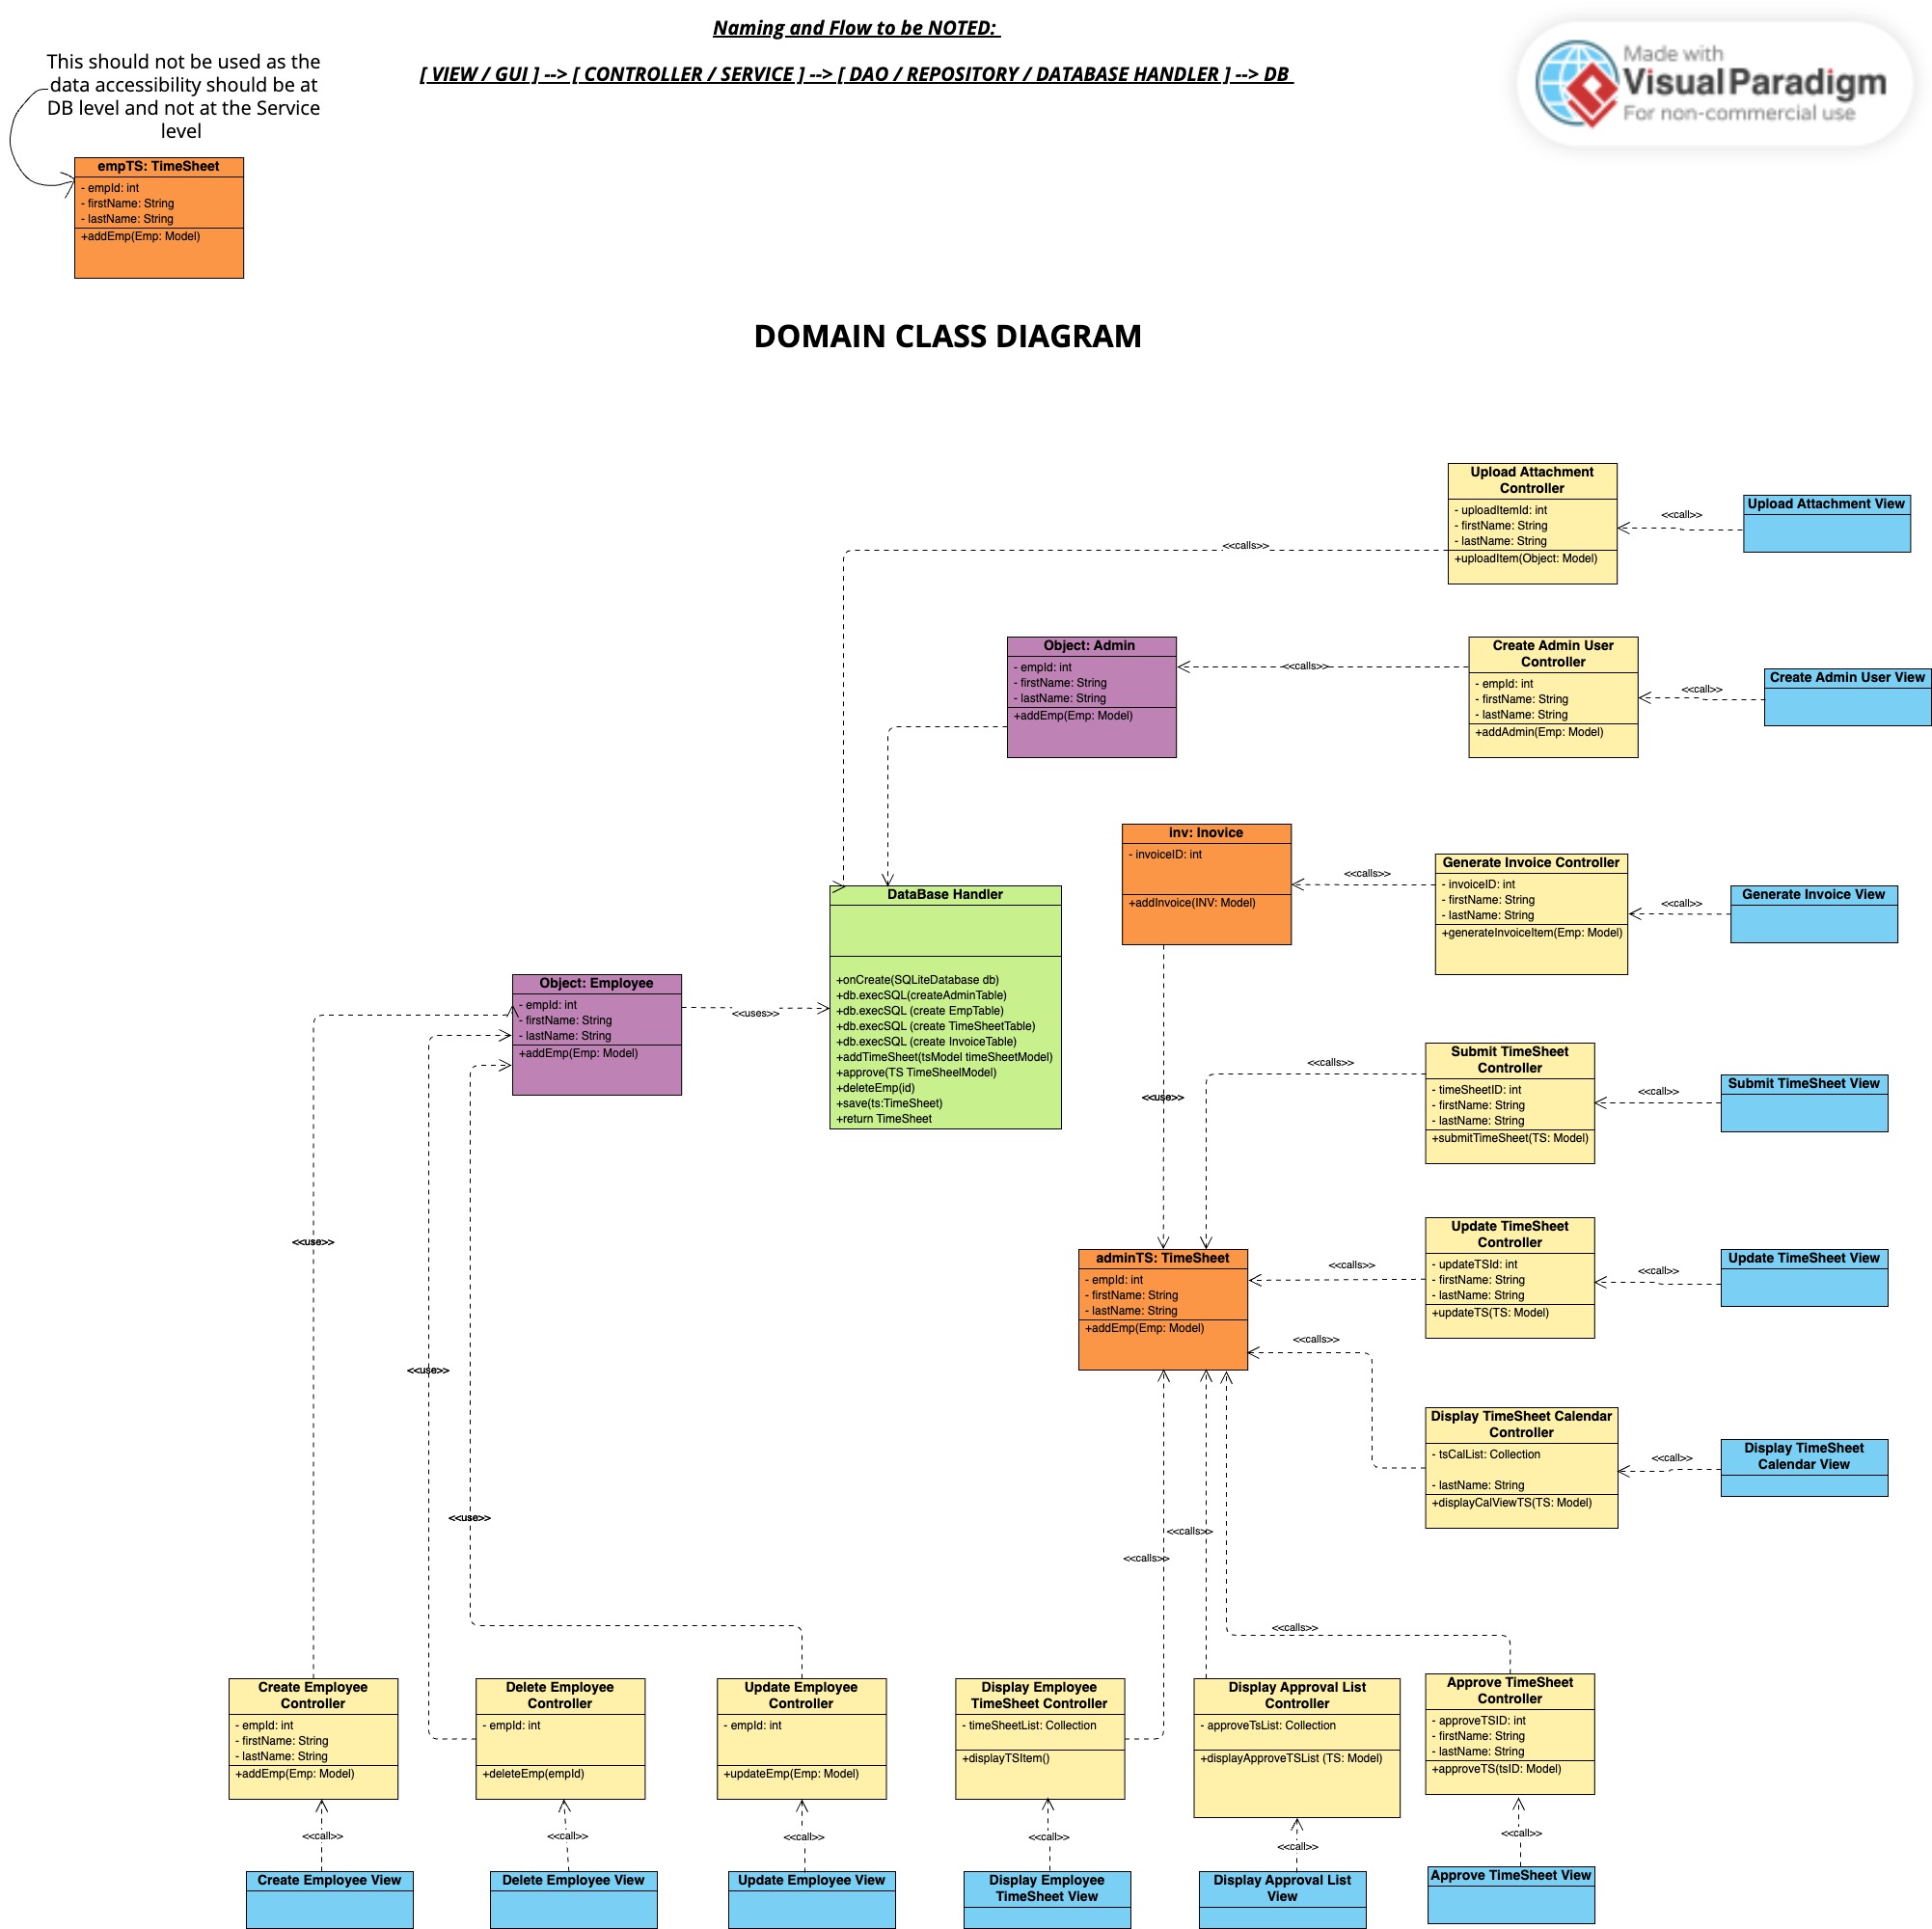 Naming and Flow to be NOTED:
[ VIEW / GUI ] --> [ CONTROLLER / SERVICE ] --> [ DAO / REPOSITORY / DATABASE HANDLER ] --> DB
Made with
Visual Paradigm
For non-commercial use
This should not be used as the
data accessibility should be at
DB level and not at the Service
level
empTS: TimeSheet
- empId: int
- firstName: String
- lastName: String
+addEmp(Emp: Model)
DOMAIN CLASS DIAGRAM
Upload Attachment
Controller
- uploadItemId: int
- firstName: String
- lastName: String
+uploadItem(Object: Model)
<<call>>
Upload Attachment View
<<calls>>
Object: Admin
- empId: int
- firstName: String
- lastName: String
+addEmp(Emp: Model)
<<calls>>
Create Admin User
Controller
- empId: int
- firstName: String
- lastName: String
+addAdmin(Emp: Model)
<<call>>
Create Admin User View
inv: Inovice
- invoiceID: int
+addInvoice(INV: Model)
<<calls>>
Generate Invoice Controller
- invoiceID: int
- firstName: String
- lastName: String
+generateInvoiceItem(Emp: Model)
<<call>>
Generate Invoice View
DataBase Handler
+onCreate(SQLiteDatabase db)
+db.execSQL(createAdminTable)
+db.execSQL (create EmpTable)
+db.execSQL (create TimeSheetTable)
+db.execSQL (create InvoiceTable)
+addTimeSheet(tsModel timeSheetModel)
+approve(TS TimeSheelModel)
+deleteEmp(id)
+save(ts:TimeSheet)
+return TimeSheet
Object: Employee
- empId: int
- firstName: String
- lastName: String
+addEmp(Emp: Model)
<<uses>>
<<use>>
<<calls>>
Submit TimeSheet
Controller
- timeSheetID: int
- firstName: String
- lastName: String
+submitTimeSheet(TS: Model)
<<call>>
Submit TimeSheet View
<<use>>
<<use>>
<<use>>
adminTS: TimeSheet
- empId: int
- firstName: String
- lastName: String
+addEmp(Emp: Model)
<<calls>>
Update TimeSheet
Controller
- updateTSId: int
- firstName: String
- lastName: String
+updateTS(TS: Model)
<<call>>
Update TimeSheet View
<<calls>>
Display TimeSheet Calendar
Controller
- tsCalList: Collection
- lastName: String
+displayCalViewTS(TS: Model)
<<call>>
Display TimeSheet
Calendar View
<<calls>>
<<calls>>
<<calls>>
Create Employee
Controller
- empId: int
- firstName: String
- lastName: String
+addEmp(Emp: Model)
Delete Employee
Controller
- empId: int
+deleteEmp(empId)
Update Employee
Controller
- empId: int
+updateEmp(Emp: Model)
Display Employee
TimeSheet Controller
- timeSheetList: Collection
+displayTSItem()
Display Approval List
Controller
- approveTsList: Collection
+displayApproveTSList (TS: Model)
Approve TimeSheet
Controller
- approveTSID: int
- firstName: String
- lastName: String
+approveTS(tsID: Model)
<<call>>
<<call>>
<<call>>
<<call>>
<<call>>
<<call>>
Create Employee View
Delete Employee View
Update Employee View
Display Employee
TimeSheet View
Display Approval List
View
Approve TimeSheet View